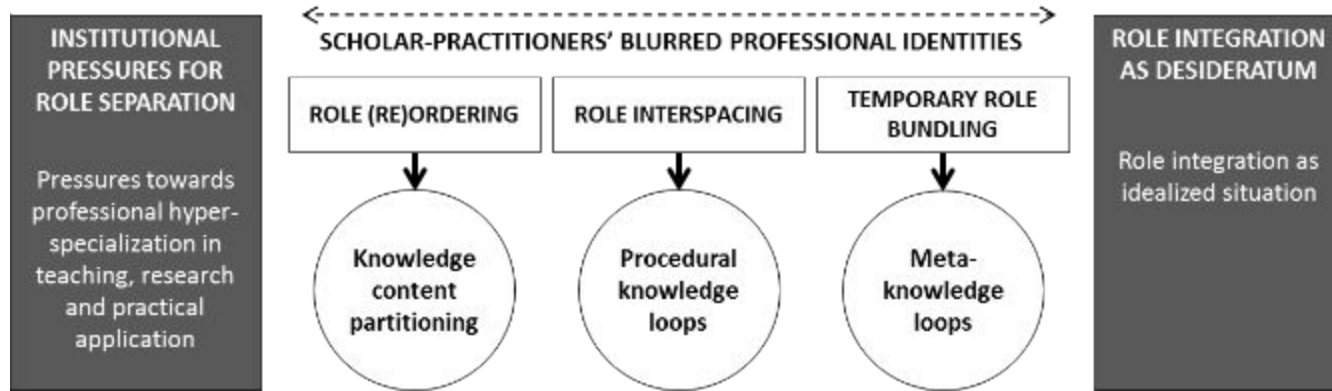 INSTITUTIONAL
PRESSURES FOR
ROLE SEPARATION
Pressures towards
professional hyper-
specialization in
teaching, research
and practical
application
SCHOLAR-PRACTITIONERS’ BLURRED PROFESSIONAL IDENTITIES
ROLE (RE)ORDERING
Knowledge
content
partitioning
ROLE INTERSPACING
Procedural
knowledge
loops
TEMPORARY ROLE
BUNDLING
Meta-
knowledge
loops
ROLE INTEGRATION
AS DESIDERATUM
Role integration as
idealized situation